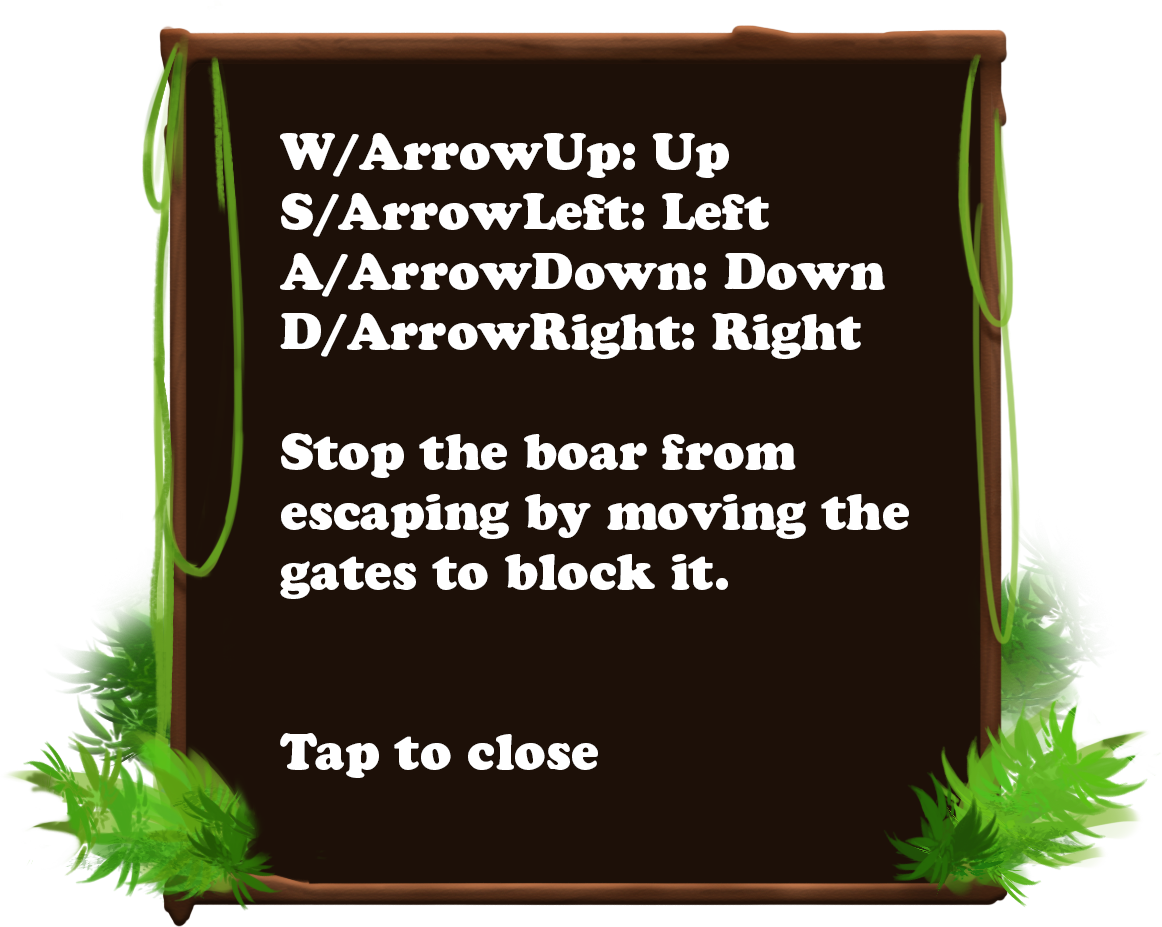 W/ArrowUp: Up
S/ArrowLeft: Left
A/ArrowDown: Down
D/ArrowRight: Right
Stop the boar from
escaping by moving the
gates to block it.
Tap to close